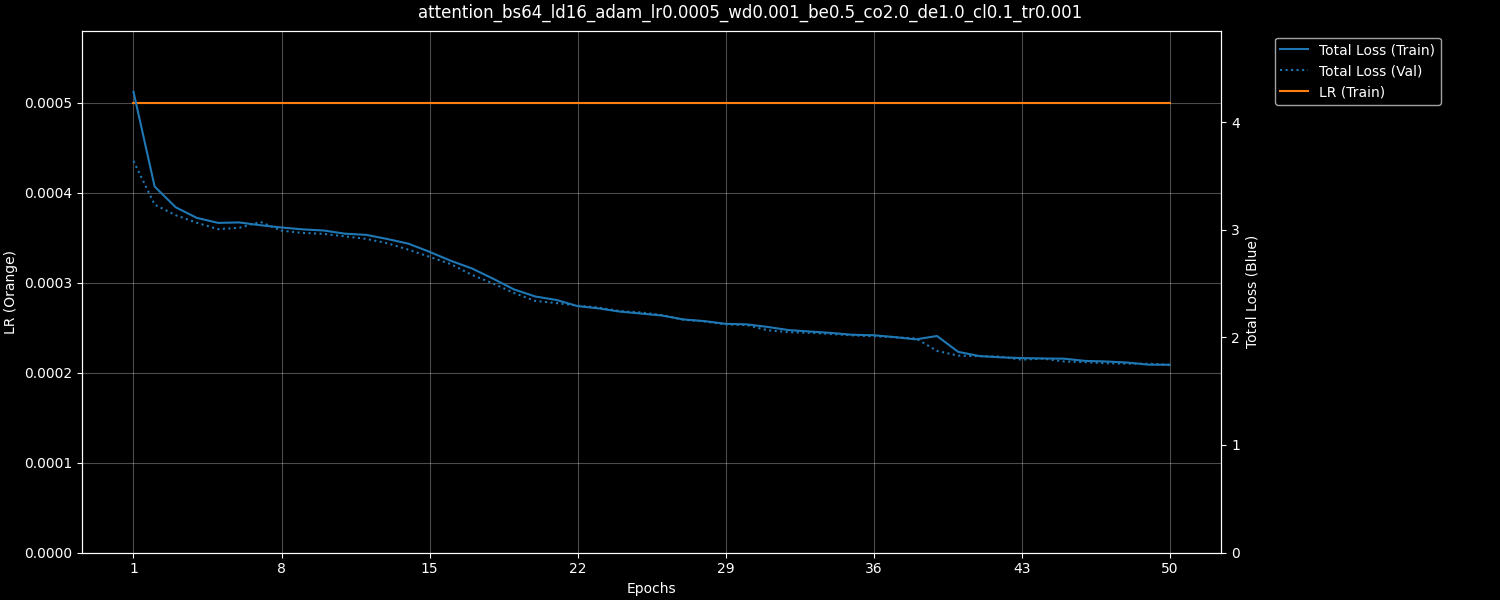 attention_bs64_ld16_adam_lr0.0005_wd0.001_be0.5_co2.0_de1.0_cl0.1_tr0.001
Total Loss (Train)
Total Loss (Val)
LR (Train)
LR (Orange)
0.0005
0.0004
0.0003
0.0002
0.0001
0.0000
4
3
2
1
0
Total Loss (Blue)
1 8 15 22 29 36 43 50
Epochs